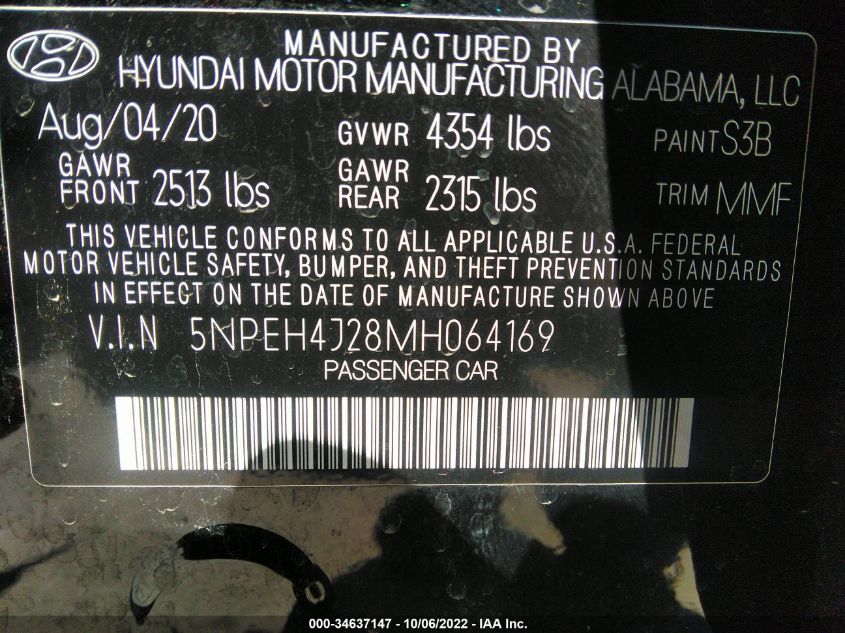 MANUFACTURED BY
HYUNDAI MOTOR MANUFACTURING ALABAMA, LLC
Aug/04/20 GVWR 4354 lbs PAINT S3B
GAWR FRONT 2513 lbs GAWR REAR 2315 lbs TRIM MMF
THIS VEHICLE CONFORMS TO ALL APPLICABLE U.S.A. FEDERAL
MOTOR VEHICLE SAFETY, BUMPER, AND THEFT PREVENTION STANDARDS
IN EFFECT ON THE DATE OF MANUFACTURE SHOWN ABOVE
V.I.N 5NPEH4J28MH064169
PASSENGER CAR
000-34637147 - 10/06/2022 - IAA Inc.